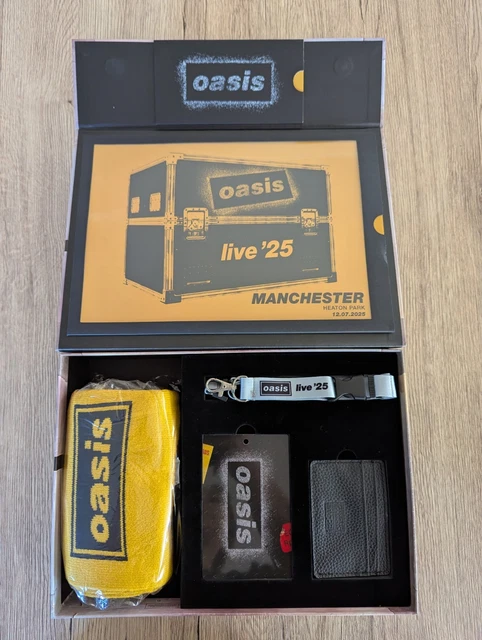 oasis
oasis
live '25
MANCHESTER
HEATON PARK
12.07.2025
oasis live '25
oasis
oasis